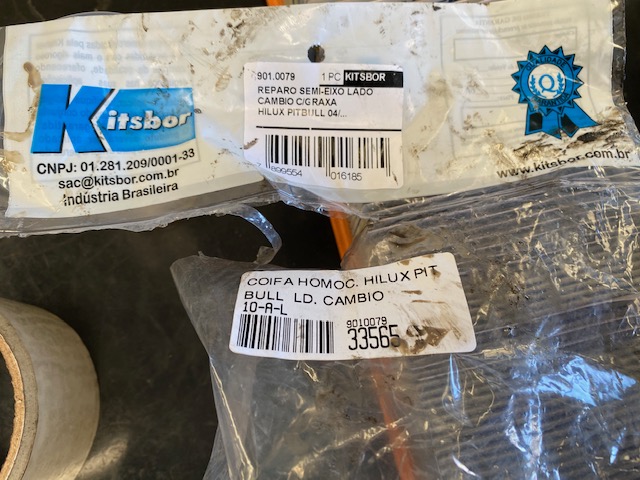 901.0079 1 PC KITSBOR
REPARO SEMI-EIXO LADO
CAMBIO C/GRAXA
HILUX PITBULL 04/...
899554 016185
Kitsbor
CNPJ: 01.281.209/0001-33
sac@kitsbor.com.br
Indústria Brasileira
Q
www.kitsbor.com.br
COIFA HOMOC. HILUX PIT
BULL LD. CAMBIO
10-A-L
9010079
33565